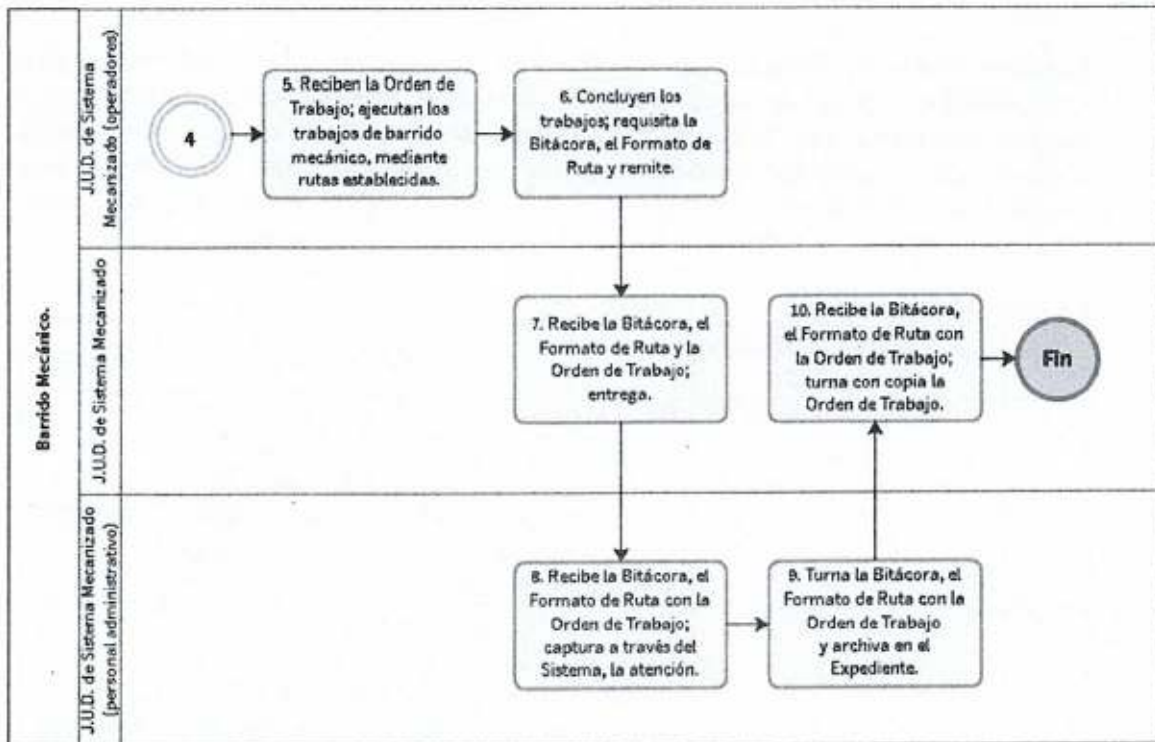 Barrido Mecánico.
J.U.D. de Sistema
Mecanizado (operadores)
4
5. Reciben la Orden de
Trabajo; ejecutan los
trabajos de barrido
mecánico, mediante
rutas establecidas.
6. Concluyen los
trabajos; requisita la
Bitácora, el Formato de
Ruta y remite.
J.U.D. de Sistema Mecanizado
7. Recibe la Bitácora, el
Formato de Ruta y la
Orden de Trabajo;
entrega.
10. Recibe la Bitácora,
el Formato de Ruta con
la Orden de Trabajo;
turna con copia la
Orden de Trabajo.
Fin
J.U.D. de Sistema Mecanizado
(personal administrativo)
8. Recibe la Bitácora, el
Formato de Ruta con la
Orden de Trabajo;
captura a través del
Sistema, la atención.
9. Turna la Bitácora, el
Formato de Ruta con la
Orden de Trabajo
y archiva en el
Expediente.